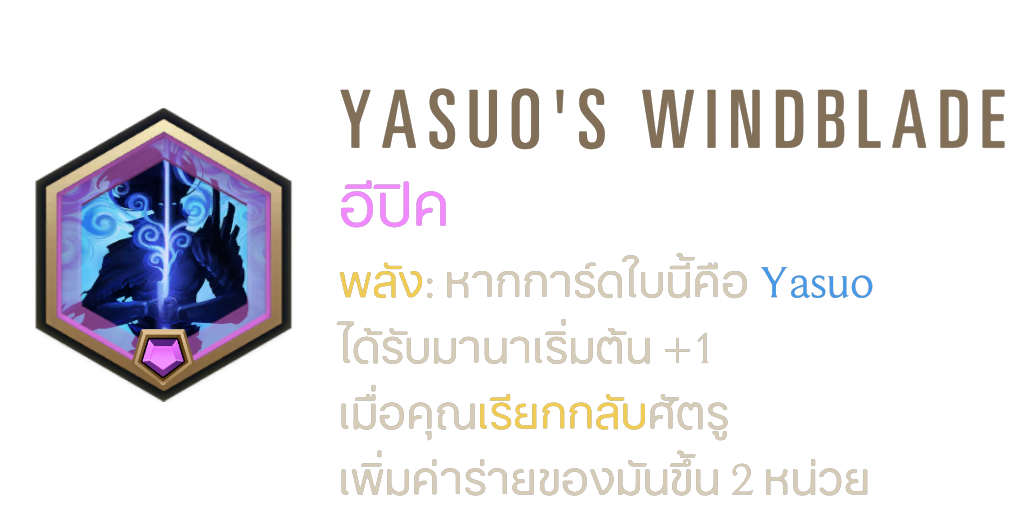 YASUO'S WINDBLADE
อีปิค
พลัง: หากการ์ดใบนี้คือ Yasuo
ได้รับมานาเริ่มต้น +1
เมื่อคุณเรียกกลับศัตรู
เพิ่มค่าร่ายของมันขึ้น 2 หน่วย